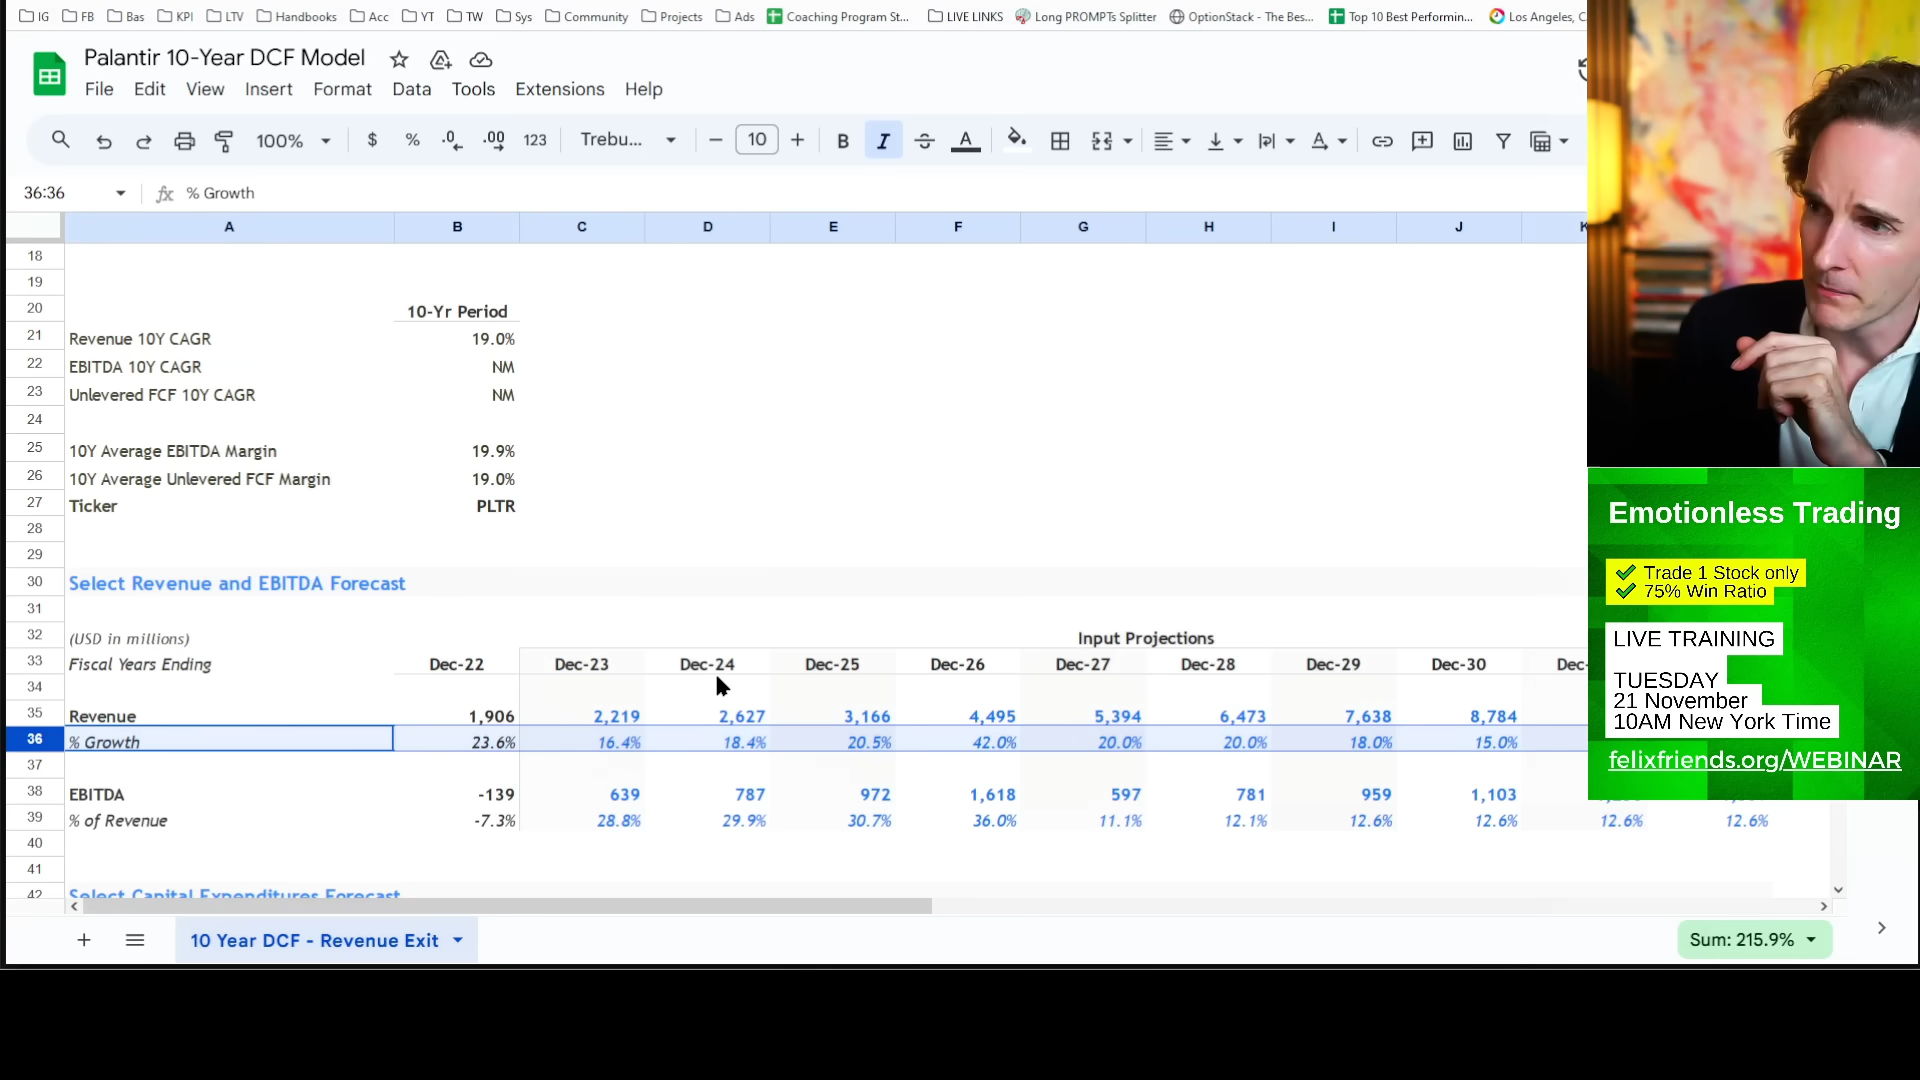 IG FB Bas KPI LTV Handbooks Acc YT TW Sys Community Projects Ads Coaching Program St... LIVE LINKS Long PROMPTs Splitter OptionStack - The Bes... Top 10 Best Performin... Los Angeles, C
Palantir 10-Year DCF Model
File Edit View Insert Format Data Tools Extensions Help
100% $ % .0 .00 123 Trebu... − 10 + B I A
36:36 fx % Growth
A B C D E F G H I J K
18
19
20 10-Yr Period
21 Revenue 10Y CAGR 19.0%
22 EBITDA 10Y CAGR NM
23 Unlevered FCF 10Y CAGR NM
24
25 10Y Average EBITDA Margin 19.9%
26 10Y Average Unlevered FCF Margin 19.0%
27 Ticker PLTR
28
29
30 Select Revenue and EBITDA Forecast
31
32 (USD in millions) Input Projections
33 Fiscal Years Ending Dec-22 Dec-23 Dec-24 Dec-25 Dec-26 Dec-27 Dec-28 Dec-29 Dec-30 Dec-
34
35 Revenue 1,906 2,219 2,627 3,166 4,495 5,394 6,473 7,638 8,784
36 % Growth 23.6% 16.4% 18.4% 20.5% 42.0% 20.0% 20.0% 18.0% 15.0%
37
38 EBITDA -139 639 787 972 1,618 597 781 959 1,103
39 % of Revenue -7.3% 28.8% 29.9% 30.7% 36.0% 11.1% 12.1% 12.6% 12.6% 12.6% 12.6%
40
41
42 Select Capital Expenditures Forecast
10 Year DCF - Revenue Exit
Sum: 215.9%
Emotionless Trading
Trade 1 Stock only
75% Win Ratio
LIVE TRAINING
TUESDAY
21 November
10AM New York Time
felixfriends.org/WEBINAR